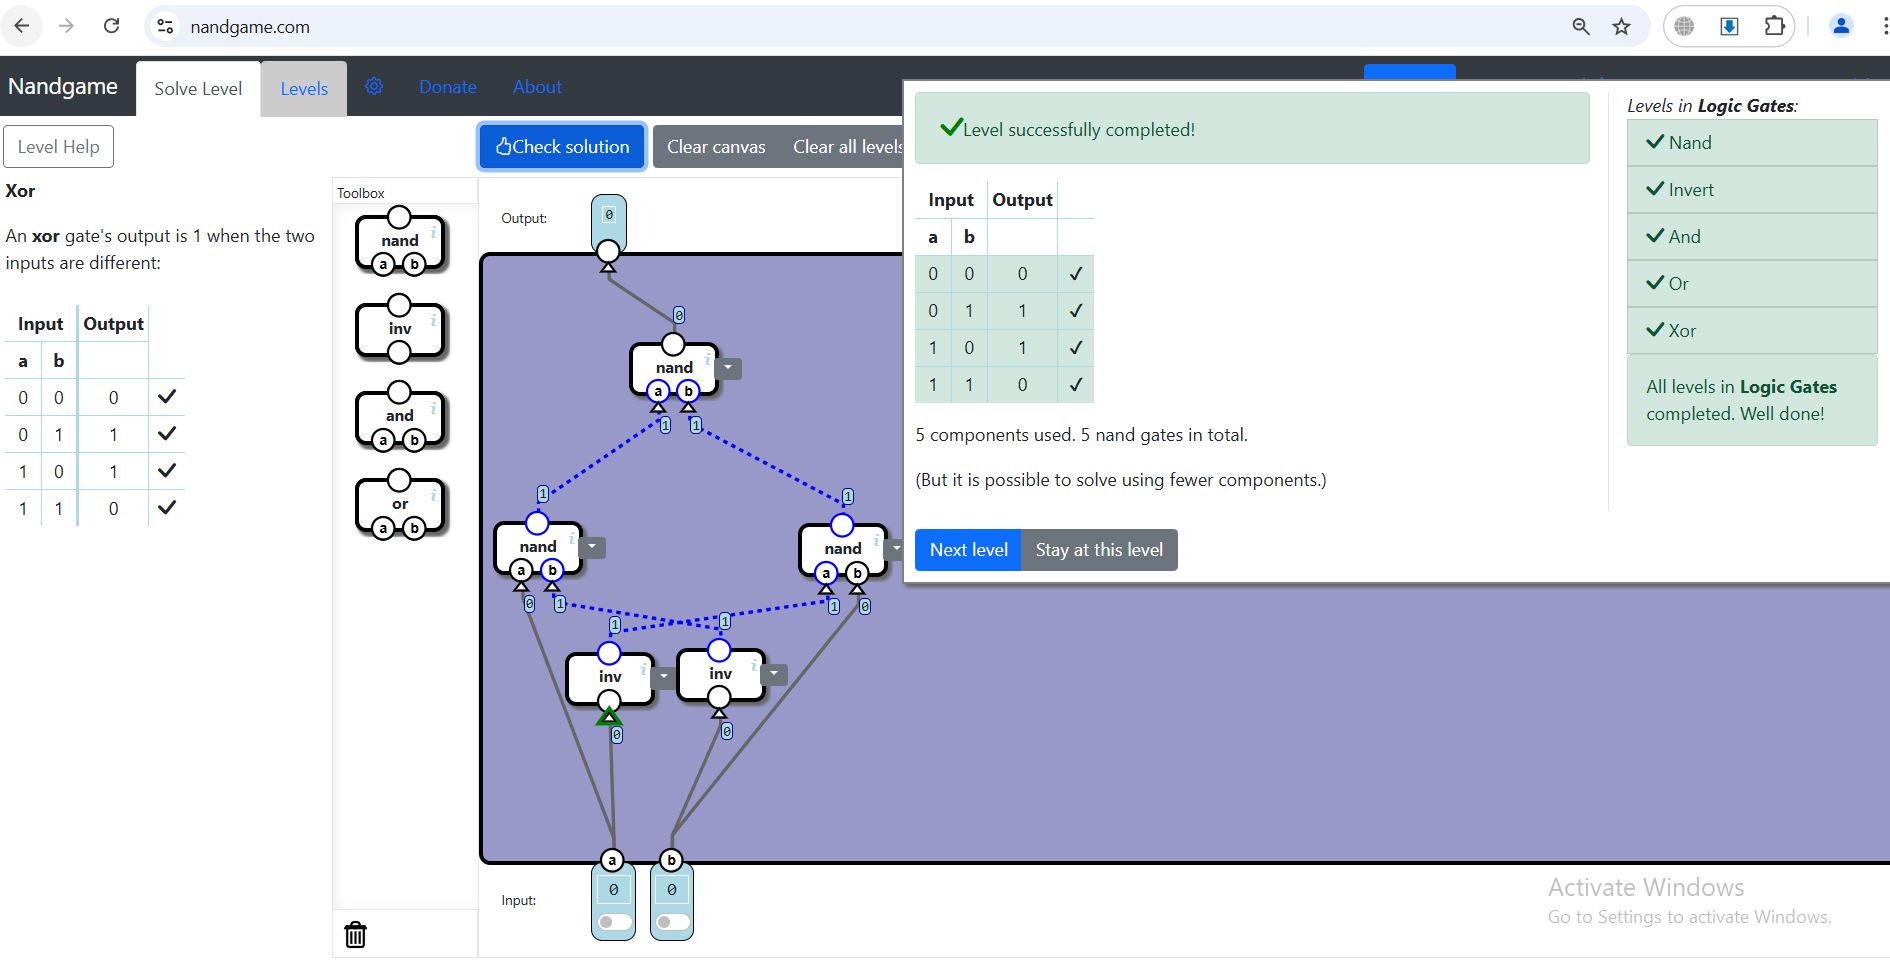 nandgame.com
Nandgame
Solve Level
Levels
Donate
About
Level Help
Check solution
Clear canvas
Clear all levels
Xor
An xor gate's output is 1 when the two
inputs are different:
Input Output
a b
0 0 0
0 1 1
1 0 1
1 1 0
Toolbox
nand i
a b
inv i
and i
a b
or i
a b
Output:
0
0
nand i
a b
1 1
1 1
nand i
a b
nand i
a b
0 1 1 0
1 1
inv i
inv i
0 0
a b
Input:
0 0
Level successfully completed!
Input Output
a b
0 0 0
0 1 1
1 0 1
1 1 0
5 components used. 5 nand gates in total.
(But it is possible to solve using fewer components.)
Next level
Stay at this level
Levels in Logic Gates:
Nand
Invert
And
Or
Xor
All levels in Logic Gates
completed. Well done!
Activate Windows
Go to Settings to activate Windows.